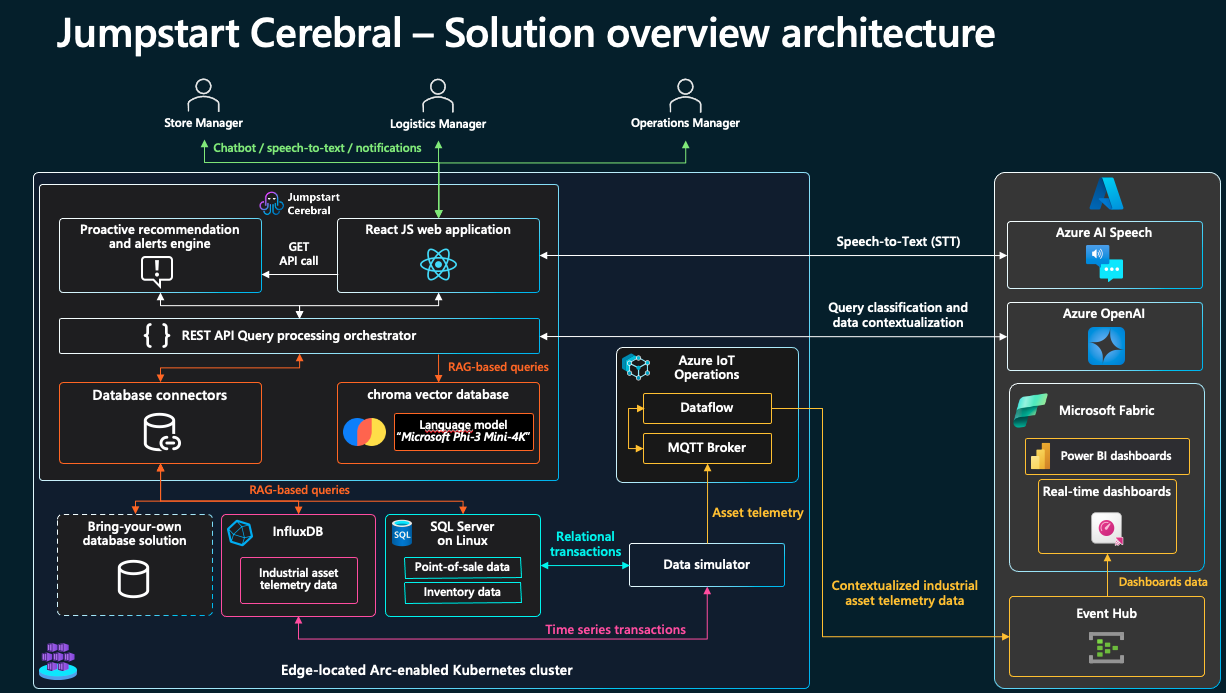 Jumpstart Cerebral – Solution overview architecture
Store Manager
Logistics Manager
Operations Manager
Chatbot / speech-to-text / notifications
Jumpstart
Cerebral
Proactive recommendation
and alerts engine
GET
API call
React JS web application
Speech-to-Text (STT)
Azure AI Speech
REST API Query processing orchestrator
Query classification and
data contextualization
Azure OpenAI
RAG-based queries
Database connectors
chroma vector database
Language model
"Microsoft Phi-3 Mini-4K"
Azure IoT
Operations
Dataflow
MQTT Broker
Microsoft Fabric
Power BI dashboards
Real-time dashboards
RAG-based queries
Asset telemetry
Bring-your-own
database solution
InfluxDB
Industrial asset
telemetry data
SQL
SQL Server
on Linux
Point-of-sale data
Inventory data
Relational
transactions
Data simulator
Contextualized industrial
asset telemetry data
Dashboards data
Event Hub
Time series transactions
Edge-located Arc-enabled Kubernetes cluster